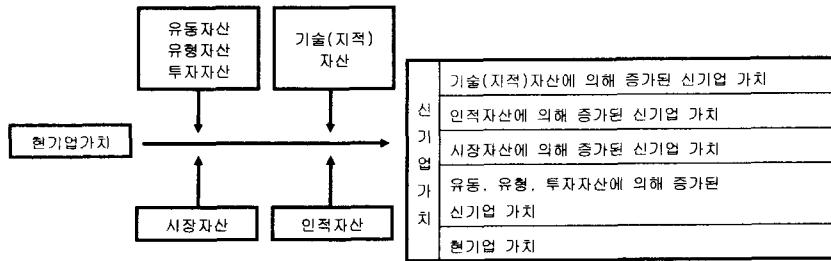 유동자산
유형자산
투자자산
기술(지적)
자산
현기업가치
시장자산
인적자산
신
기
업
가
치
기술(지적)자산에 의해 증가된 신기업 가치
인적자산에 의해 증가된 신기업 가치
시장자산에 의해 증가된 신기업 가치
유동, 유형, 투자자산에 의해 증가된
신기업 가치
현기업 가치